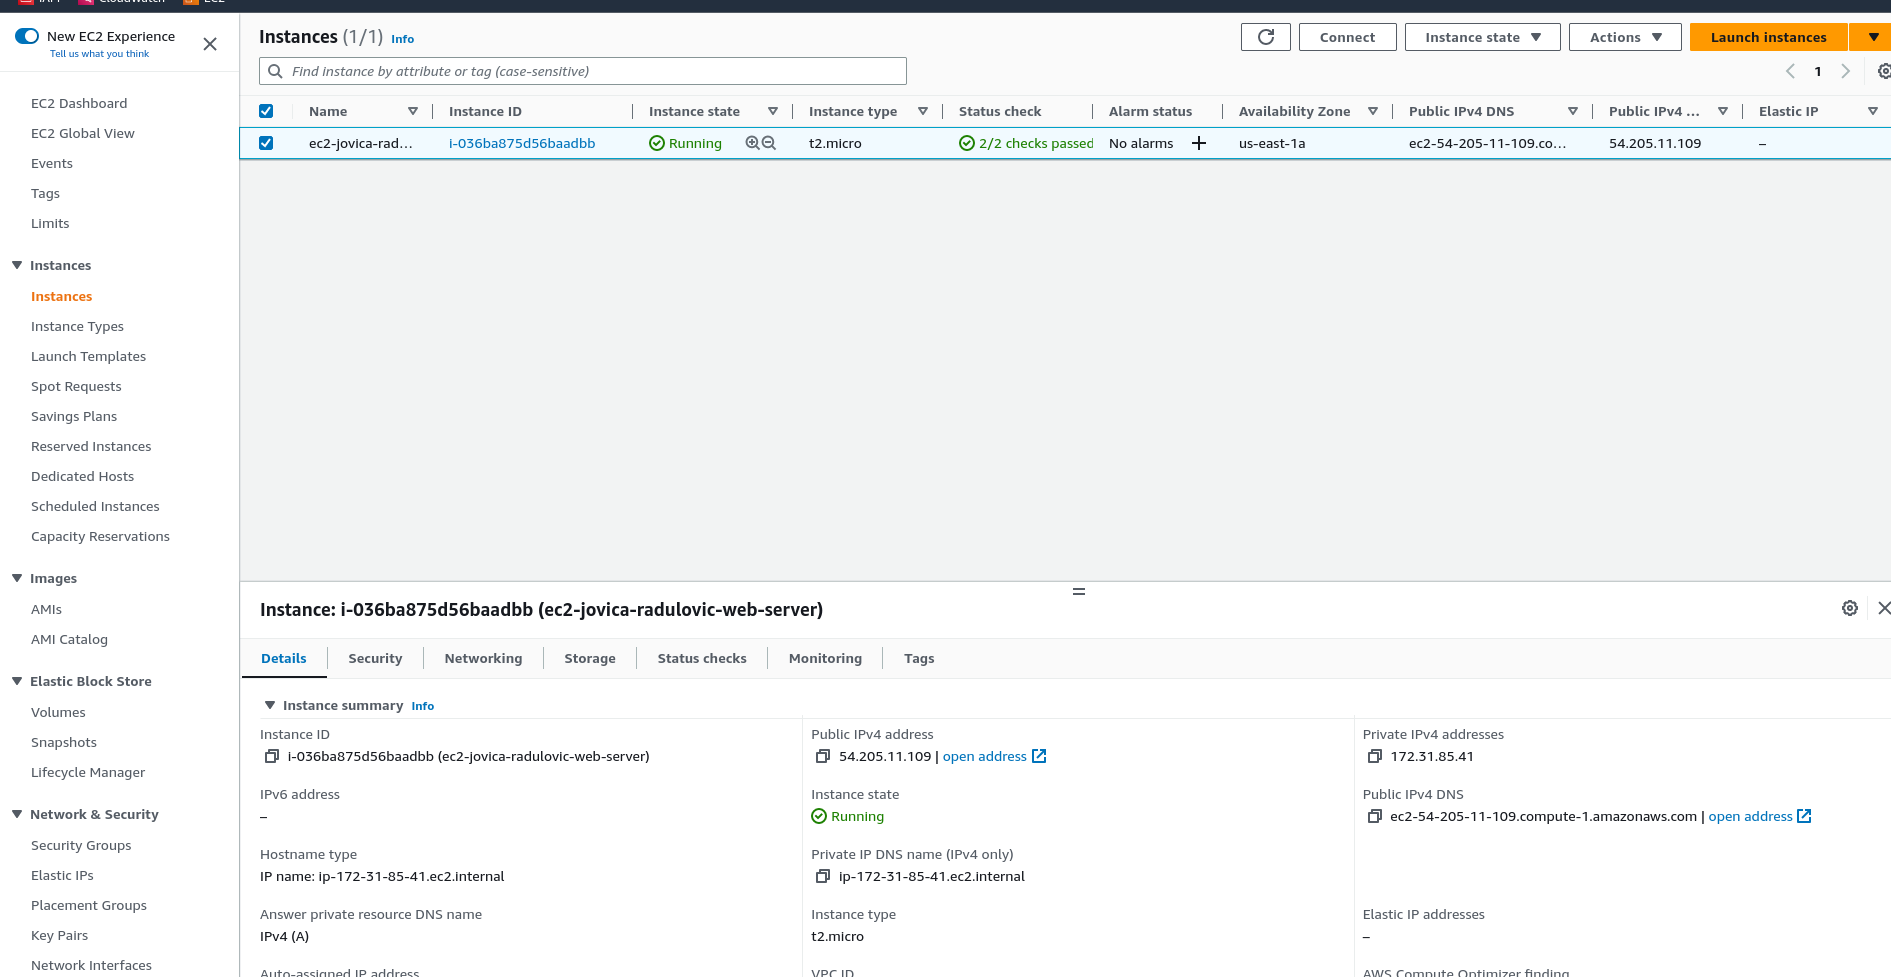 IAM CloudWatch EC2
New EC2 Experience
Tell us what you think
EC2 Dashboard
EC2 Global View
Events
Tags
Limits
Instances
Instances
Instance Types
Launch Templates
Spot Requests
Savings Plans
Reserved Instances
Dedicated Hosts
Scheduled Instances
Capacity Reservations
Images
AMIs
AMI Catalog
Elastic Block Store
Volumes
Snapshots
Lifecycle Manager
Network & Security
Security Groups
Elastic IPs
Placement Groups
Key Pairs
Network Interfaces
Instances (1/1) Info
Connect Instance state Actions Launch instances
Find instance by attribute or tag (case-sensitive)
1
Name Instance ID Instance state Instance type Status check Alarm status Availability Zone Public IPv4 DNS Public IPv4 ... Elastic IP
ec2-jovica-rad... i-036ba875d56baadbb Running t2.micro 2/2 checks passed No alarms + us-east-1a ec2-54-205-11-109.co... 54.205.11.109 –
Instance: i-036ba875d56baadbb (ec2-jovica-radulovic-web-server)
Details Security Networking Storage Status checks Monitoring Tags
Instance summary Info
Instance ID
i-036ba875d56baadbb (ec2-jovica-radulovic-web-server)
Public IPv4 address
54.205.11.109 | open address
Private IPv4 addresses
172.31.85.41
IPv6 address
–
Instance state
Running
Public IPv4 DNS
ec2-54-205-11-109.compute-1.amazonaws.com | open address
Hostname type
IP name: ip-172-31-85-41.ec2.internal
Private IP DNS name (IPv4 only)
ip-172-31-85-41.ec2.internal
Answer private resource DNS name
IPv4 (A)
Instance type
t2.micro
Elastic IP addresses
–
Auto-assigned IP address
VPC ID
AWS Compute Optimizer finding